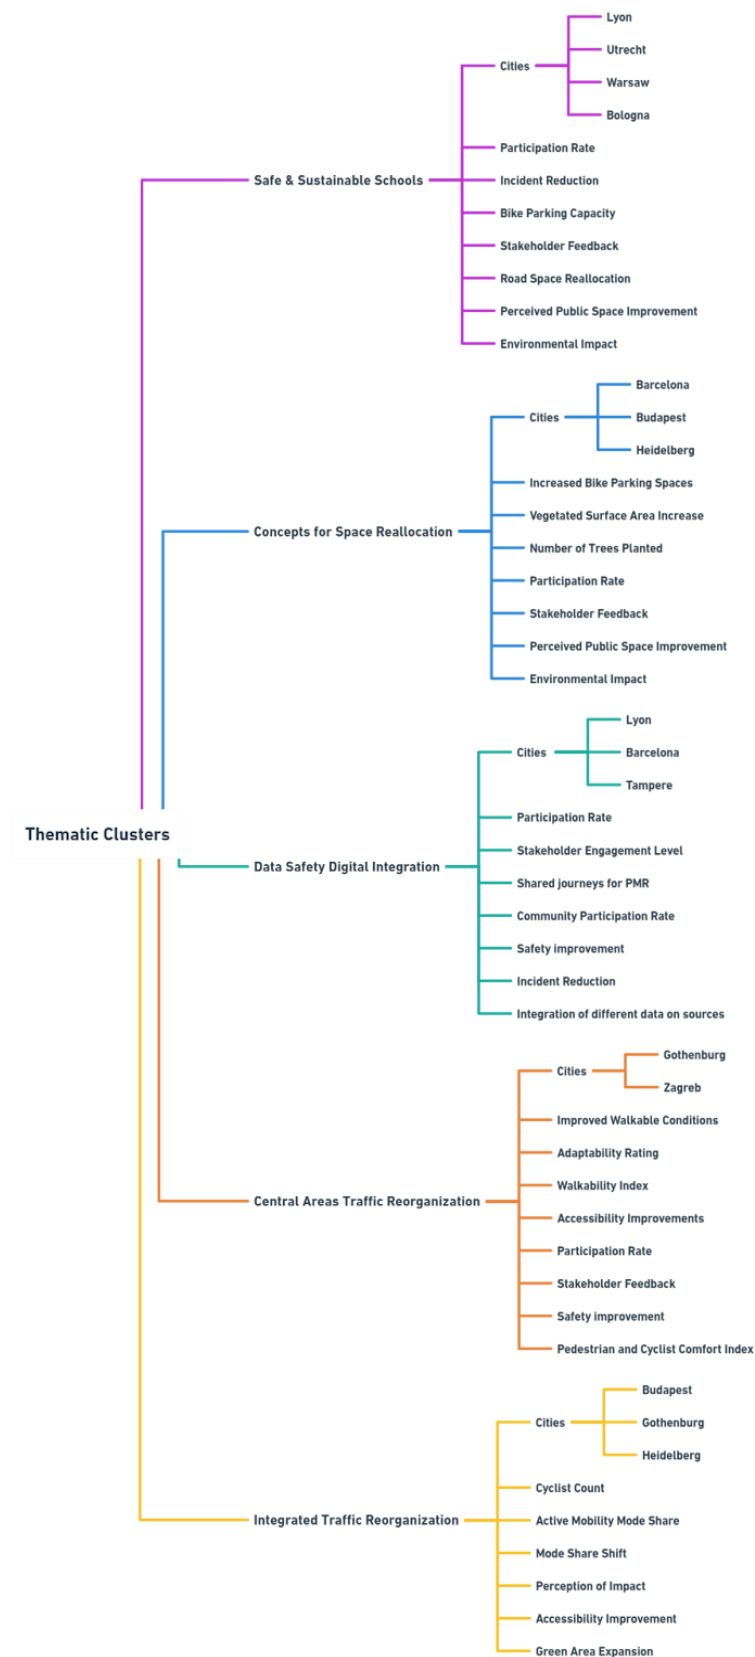 Thematic Clusters
Safe & Sustainable Schools
Cities
Lyon
Utrecht
Warsaw
Bologna
Participation Rate
Incident Reduction
Bike Parking Capacity
Stakeholder Feedback
Road Space Reallocation
Perceived Public Space Improvement
Environmental Impact
Concepts for Space Reallocation
Cities
Barcelona
Budapest
Heidelberg
Increased Bike Parking Spaces
Vegetated Surface Area Increase
Number of Trees Planted
Participation Rate
Stakeholder Feedback
Perceived Public Space Improvement
Environmental Impact
Data Safety Digital Integration
Cities
Lyon
Barcelona
Tampere
Participation Rate
Stakeholder Engagement Level
Shared journeys for PMR
Community Participation Rate
Safety improvement
Incident Reduction
Integration of different data on sources
Central Areas Traffic Reorganization
Cities
Gothenburg
Zagreb
Improved Walkable Conditions
Adaptability Rating
Walkability Index
Accessibility Improvements
Participation Rate
Stakeholder Feedback
Safety improvement
Pedestrian and Cyclist Comfort Index
Integrated Traffic Reorganization
Cities
Budapest
Gothenburg
Heidelberg
Cyclist Count
Active Mobility Mode Share
Mode Share Shift
Perception of Impact
Accessibility Improvement
Green Area Expansion